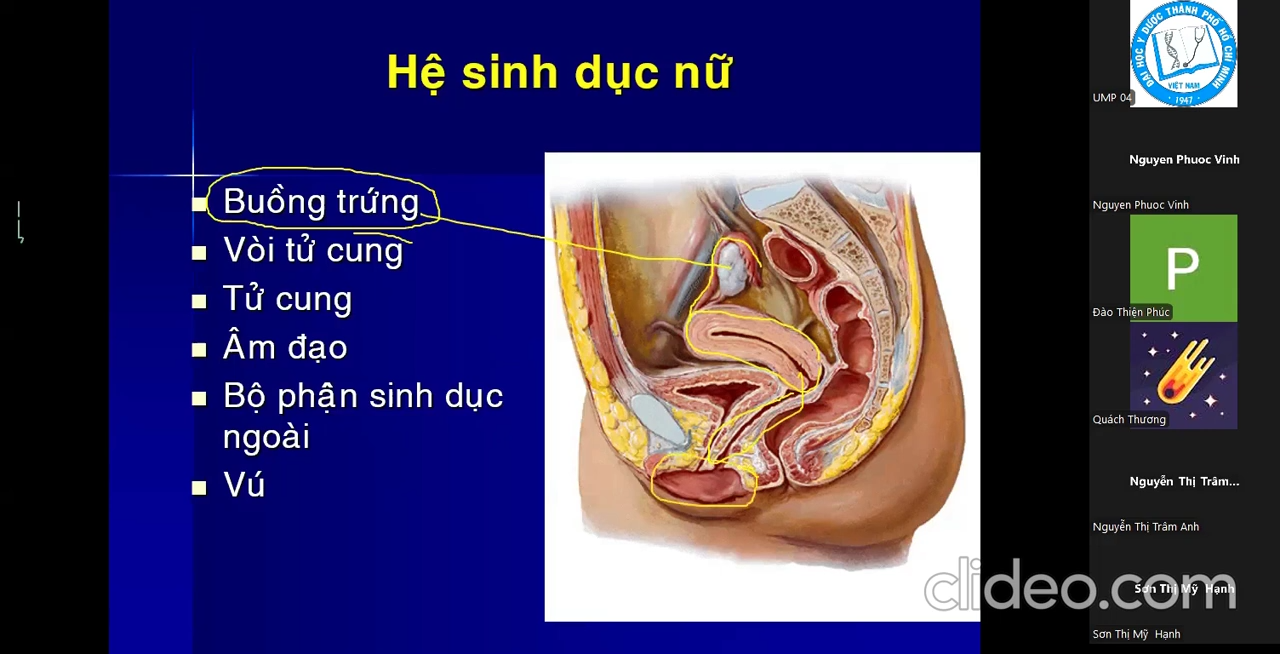 Hệ sinh dục nữ
Buồng trứng
Vòi tử cung
Tử cung
Âm đạo
Bộ phận sinh dục
ngoài
Vú
ĐẠI HỌC Y DƯỢC THÀNH PHỐ HỒ CHÍ MINH
VIỆT NAM
1947
UMP 04
Nguyen Phuoc Vinh
Nguyen Phuoc Vinh
P
Đào Thiện Phúc
Quách Thương
Nguyễn Thị Trâm...
Nguyễn Thị Trâm Anh
Sơn Thị Mỹ Hạnh
clideo.com
Sơn Thị Mỹ Hạnh